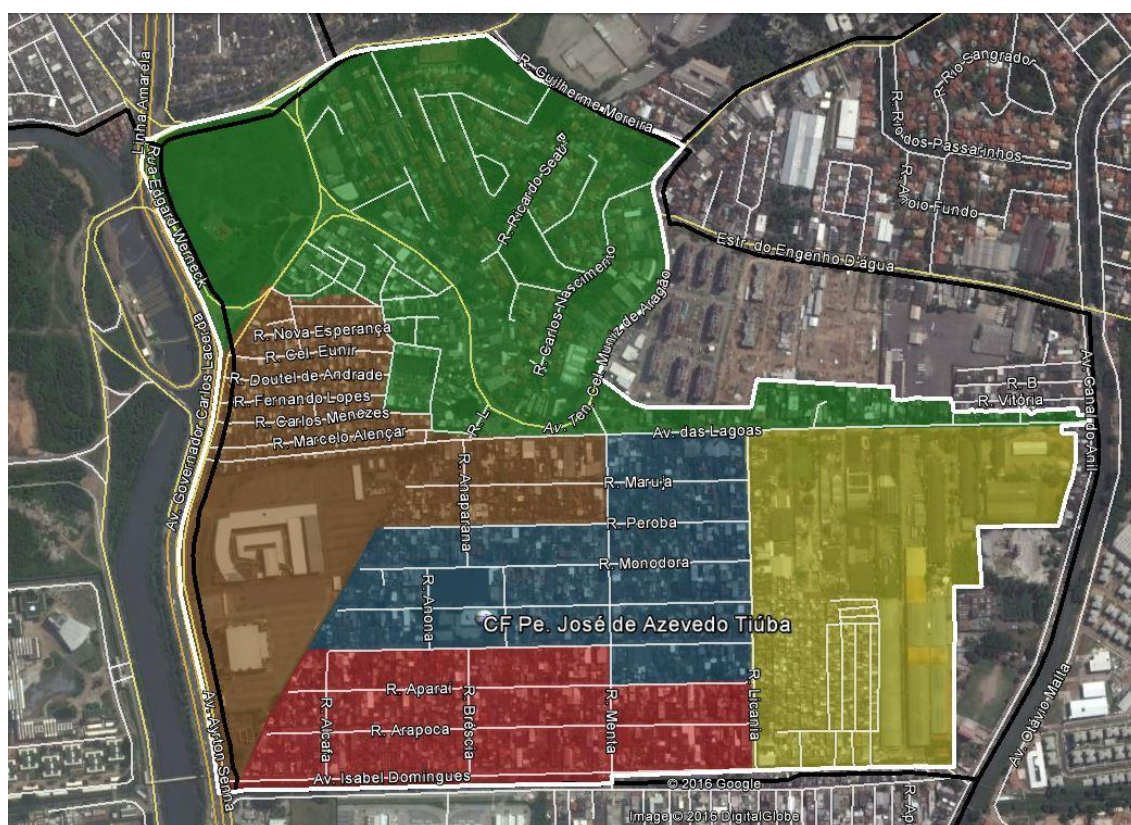 Linha Amarela
R. Guilherme Moreira
R. Rio Sangrador
R. Rio dos Passarinhos
Rua Edgard Werneck
R. Ricardo Seabra
R. Arroio Fundo
Estr. do Engenho D'água
R. Carlos Nascimento
Av. Ten. Cel. Muniz de Aragão
Av. Governador Carlos Lacerda
R. Nova Esperança
R. Cel. Eunir
R. Doutel de Andrade
R. Fernando Lopes
R. Carlos Menezes
R. Marcelo Alençar
R. L
R. B
R. Vitória
Av. Canal do Anil
Av. das Lagoas
R. Anaparana
R. Maruja
R. Peroba
R. Monodora
R. Anona
CF Pe. José de Azevedo Tiúba
R. Aparai
R. Alcafa
R. Bréscia
R. Menta
R. Licania
R. Arapoca
Av. Otávio Malta
Av. Ayrton Senna
Av. Isabel Domingues
© 2016 Google
R. Ap
Image © 2016 DigitalGlobe